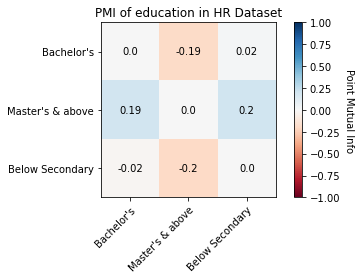 PMI of education in HR Dataset
Bachelor's
Master's & above
Below Secondary
0.0 -0.19 0.02
0.19 0.0 0.2
-0.02 -0.2 0.0
Bachelor's
Master's & above
Below Secondary
1.00
0.75
0.50
0.25
0.00
−0.25
−0.50
−0.75
−1.00
Point Mutual Info